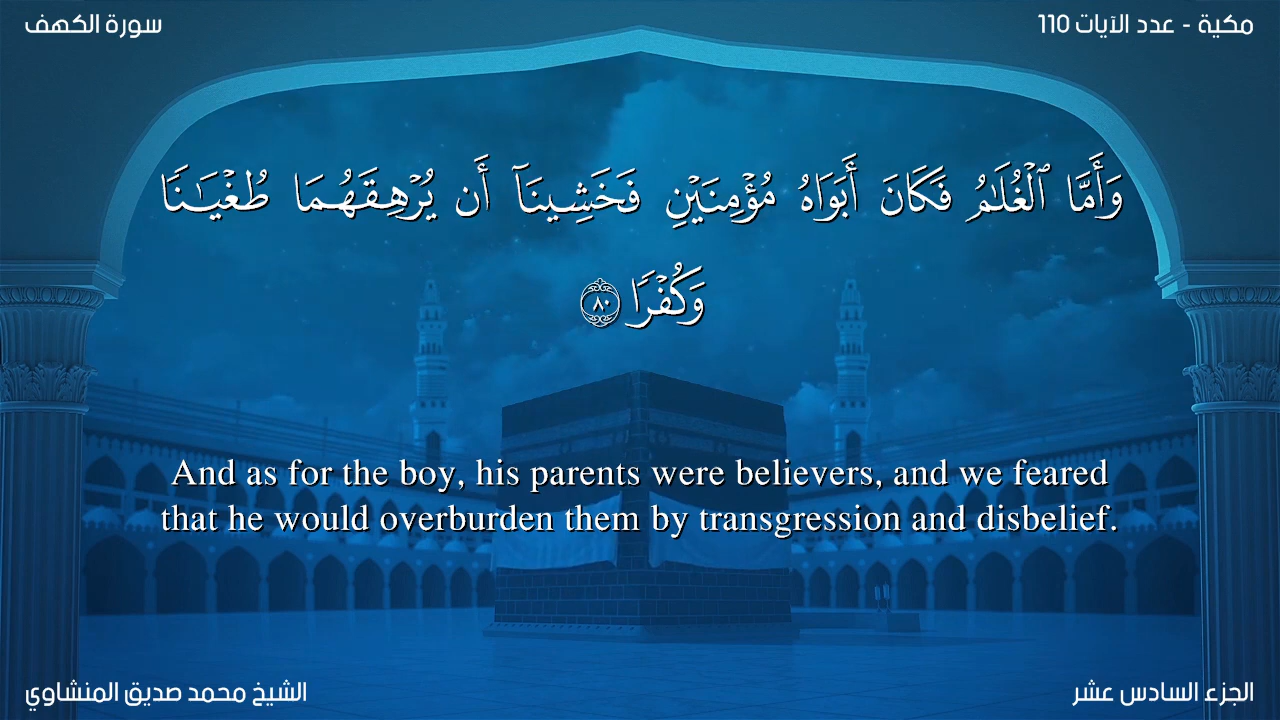 مكية - عدد الآيات 110
سورة الكهف
وَأَمَّا ٱلْغُلَـٰمُ فَكَانَ أَبَوَاهُ مُؤْمِنَيْنِ فَخَشِينَآ أَن يُرْهِقَهُمَا طُغْيَـٰنًا
وَكُفْرًا ٨٠
And as for the boy, his parents were believers, and we feared
that he would overburden them by transgression and disbelief.
الجزء السادس عشر
الشيخ محمد صديق المنشاوي